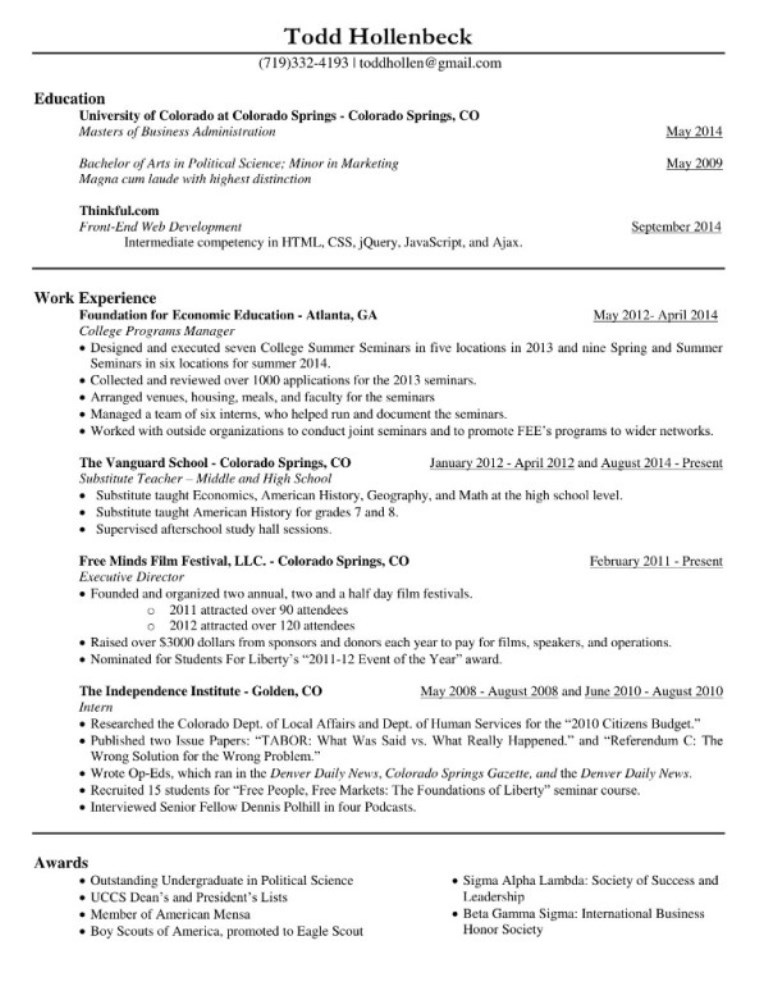 Todd Hollenbeck
(719)332-4193 | toddhollen@gmail.com
Education
University of Colorado at Colorado Springs - Colorado Springs, CO
Masters of Business Administration May 2014
Bachelor of Arts in Political Science; Minor in Marketing May 2009
Magna cum laude with highest distinction
Thinkful.com
Front-End Web Development September 2014
Intermediate competency in HTML, CSS, jQuery, JavaScript, and Ajax.
Work Experience
Foundation for Economic Education - Atlanta, GA May 2012- April 2014
College Programs Manager
• Designed and executed seven College Summer Seminars in five locations in 2013 and nine Spring and Summer
Seminars in six locations for summer 2014.
• Collected and reviewed over 1000 applications for the 2013 seminars.
• Arranged venues, housing, meals, and faculty for the seminars
• Managed a team of six interns, who helped run and document the seminars.
• Worked with outside organizations to conduct joint seminars and to promote FEE's programs to wider networks.
The Vanguard School - Colorado Springs, CO January 2012 - April 2012 and August 2014 - Present
Substitute Teacher – Middle and High School
• Substitute taught Economics, American History, Geography, and Math at the high school level.
• Substitute taught American History for grades 7 and 8.
• Supervised afterschool study hall sessions.
Free Minds Film Festival, LLC. - Colorado Springs, CO February 2011 - Present
Executive Director
• Founded and organized two annual, two and a half day film festivals.
o 2011 attracted over 90 attendees
o 2012 attracted over 120 attendees
• Raised over $3000 dollars from sponsors and donors each year to pay for films, speakers, and operations.
• Nominated for Students For Liberty's “2011-12 Event of the Year” award.
The Independence Institute - Golden, CO May 2008 - August 2008 and June 2010 - August 2010
Intern
• Researched the Colorado Dept. of Local Affairs and Dept. of Human Services for the “2010 Citizens Budget.”
• Published two Issue Papers: “TABOR: What Was Said vs. What Really Happened.” and “Referendum C: The
Wrong Solution for the Wrong Problem.”
• Wrote Op-Eds, which ran in the Denver Daily News, Colorado Springs Gazette, and the Denver Daily News.
• Recruited 15 students for “Free People, Free Markets: The Foundations of Liberty” seminar course.
• Interviewed Senior Fellow Dennis Polhill in four Podcasts.
Awards
• Outstanding Undergraduate in Political Science
• UCCS Dean's and President's Lists
• Member of American Mensa
• Boy Scouts of America, promoted to Eagle Scout
• Sigma Alpha Lambda: Society of Success and
Leadership
• Beta Gamma Sigma: International Business
Honor Society